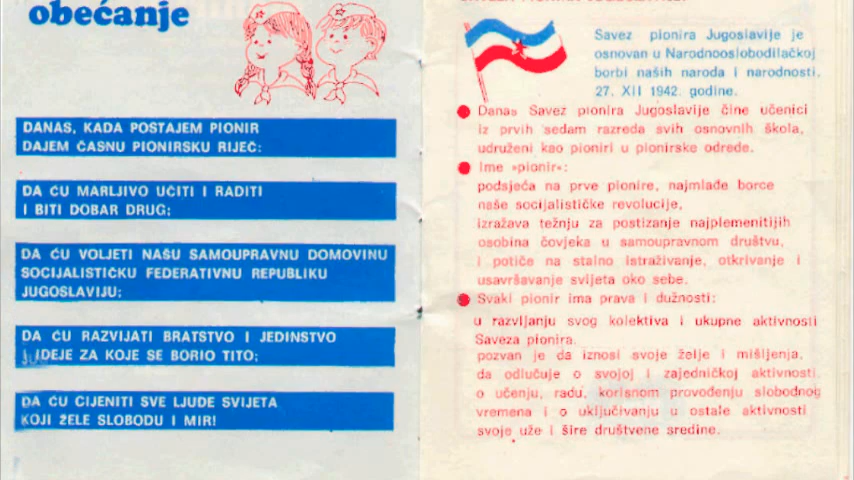 obećanje
DANAS, KADA POSTAJEM PIONIR
DAJEM ČASNU PIONIRSKU RIJEČ:
DA ĆU MARLJIVO UČITI I RADITI
I BITI DOBAR DRUG;
DA ĆU VOLJETI NAŠU SAMOUPRAVNU DOMOVINU
SOCIJALISTIČKU FEDERATIVNU REPUBLIKU
JUGOSLAVIJU;
DA ĆU RAZVIJATI BRATSTVO I JEDINSTVO
I IDEJE ZA KOJE SE BORIO TITO;
DA ĆU CIJENITI SVE LJUDE SVIJETA
KOJI ŽELE SLOBODU I MIR!
Savez pionira Jugoslavije je
osnovan u Narodnooslobodilačkoj
borbi naših naroda i narodnosti,
27. XII 1942. godine.
Danas Savez pionira Jugoslavije čine učenici
iz prvih sedam razreda svih osnovnih škola,
udruženi kao pioniri u pionirske odrede.
Ime »pionir«:
podsjeća na prve pionire, najmlađe borce
naše socijalističke revolucije,
izražava težnju za postizanje najplemenitijih
osobina čovjeka u samoupravnom društvu,
i potiče na stalno istraživanje, otkrivanje i
usavršavanje svijeta oko sebe.
Svaki pionir ima prava i dužnosti:
u razvljanju svog kolektiva i ukupne aktivnosti
Saveza pionira.
pozvan je da iznosi svoje želje i mišljenja,
da odlučuje o svojoj i zajedničkoj aktivnosti
o učenju, radu, korisnom provođenju slobodnog
vremena i o uključivanju u ostale aktivnosti
svoje uže i šire društvene sredine.